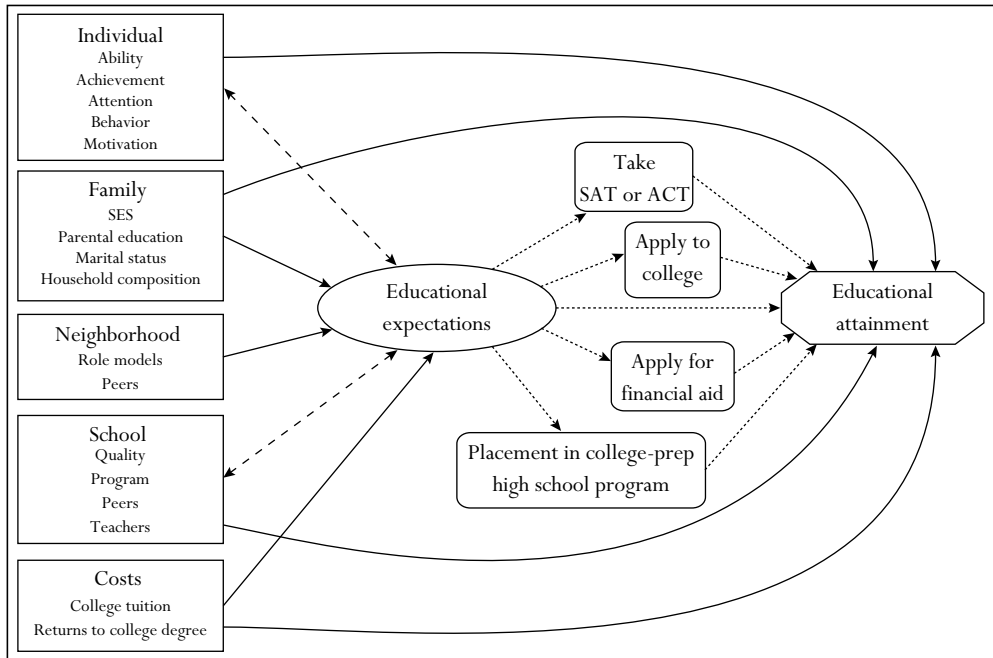 Individual
Ability
Achievement
Attention
Behavior
Motivation
Family
SES
Parental education
Marital status
Household composition
Neighborhood
Role models
Peers
School
Quality
Program
Peers
Teachers
Costs
College tuition
Returns to college degree
Educational
expectations
Take
SAT or ACT
Apply to
college
Apply for
financial aid
Placement in college-prep
high school program
Educational
attainment